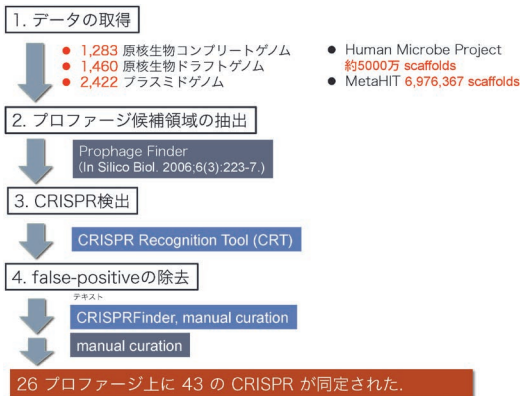 1. データの取得
● 1,283 原核生物コンプリートゲノム
● 1,460 原核生物ドラフトゲノム
● 2,422 プラスミドゲノム
● Human Microbe Project
約5000万 scaffolds
● MetaHIT 6,976,367 scaffolds
2. プロファージ候補領域の抽出
Prophage Finder
(In Silico Biol. 2006;6(3):223-7.)
3. CRISPR検出
CRISPR Recognition Tool (CRT)
4. false-positiveの除去
テキスト
CRISPRFinder, manual curation
manual curation
26 プロファージ上に 43 の CRISPR が同定された.